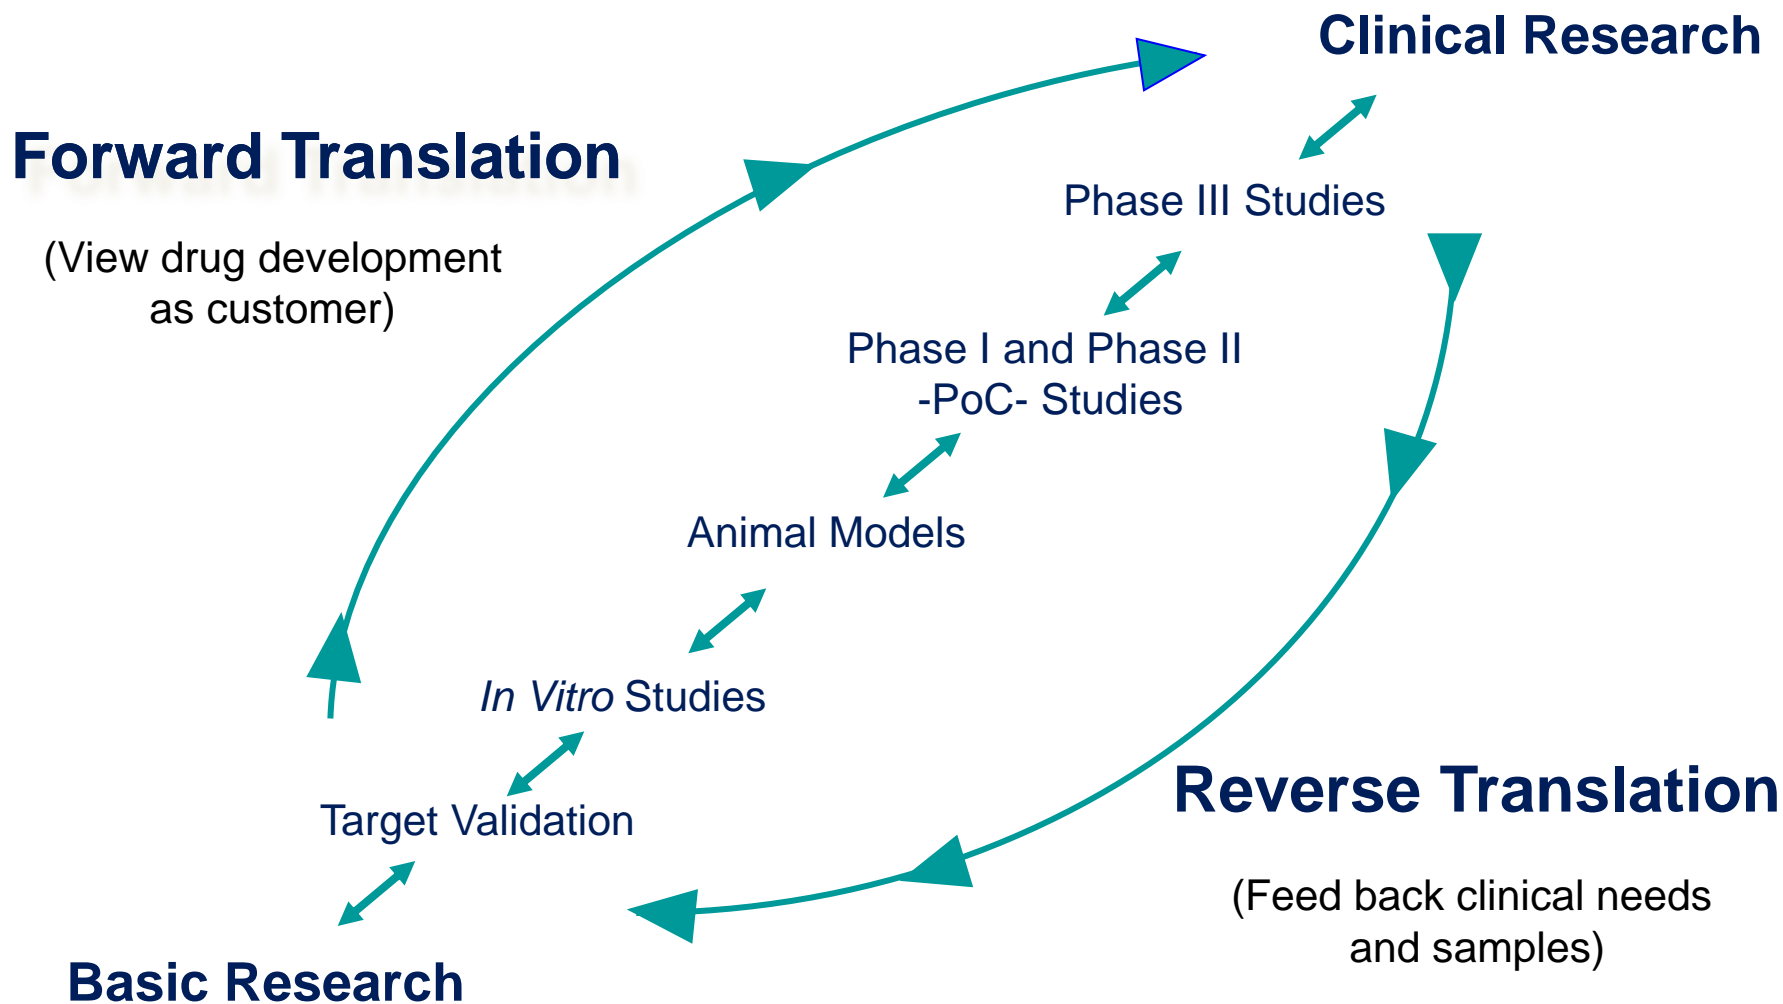 Clinical Research
Forward Translation
Phase III Studies
(View drug development
as customer)
Phase I and Phase II
-PoC- Studies
Animal Models
In Vitro Studies
Target Validation
Reverse Translation
(Feed back clinical needs
and samples)
Basic Research